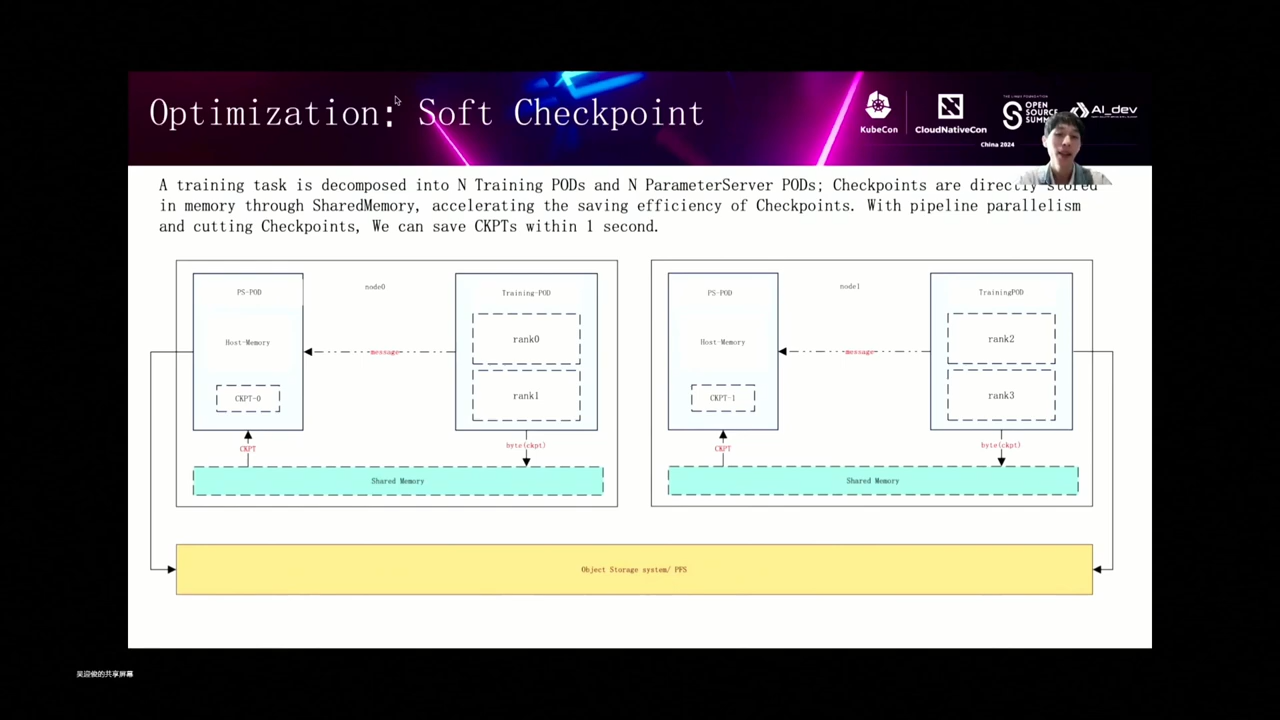 Optimization: Soft Checkpoint
KubeCon
CloudNativeCon
THE LINUX FOUNDATION
OPEN
SOURCE
SUMM
AI_dev
China 2024
A training task is decomposed into N Training PODs and N ParameterServer PODs; Checkpoints are directly stored
in memory through SharedMemory, accelerating the saving efficiency of Checkpoints. With pipeline parallelism
and cutting Checkpoints, We can save CKPTs within 1 second.
PS-POD
node0
Training-POD
Host-Memory
message
rank0
rank1
CKPT-0
CKPT
byte(ckpt)
Shared Memory
PS-POD
node1
TrainingPOD
Host-Memory
message
rank2
rank3
CKPT-1
CKPT
byte(ckpt)
Shared Memory
Object Storage system/ PFS
吴迎俊的共享屏幕